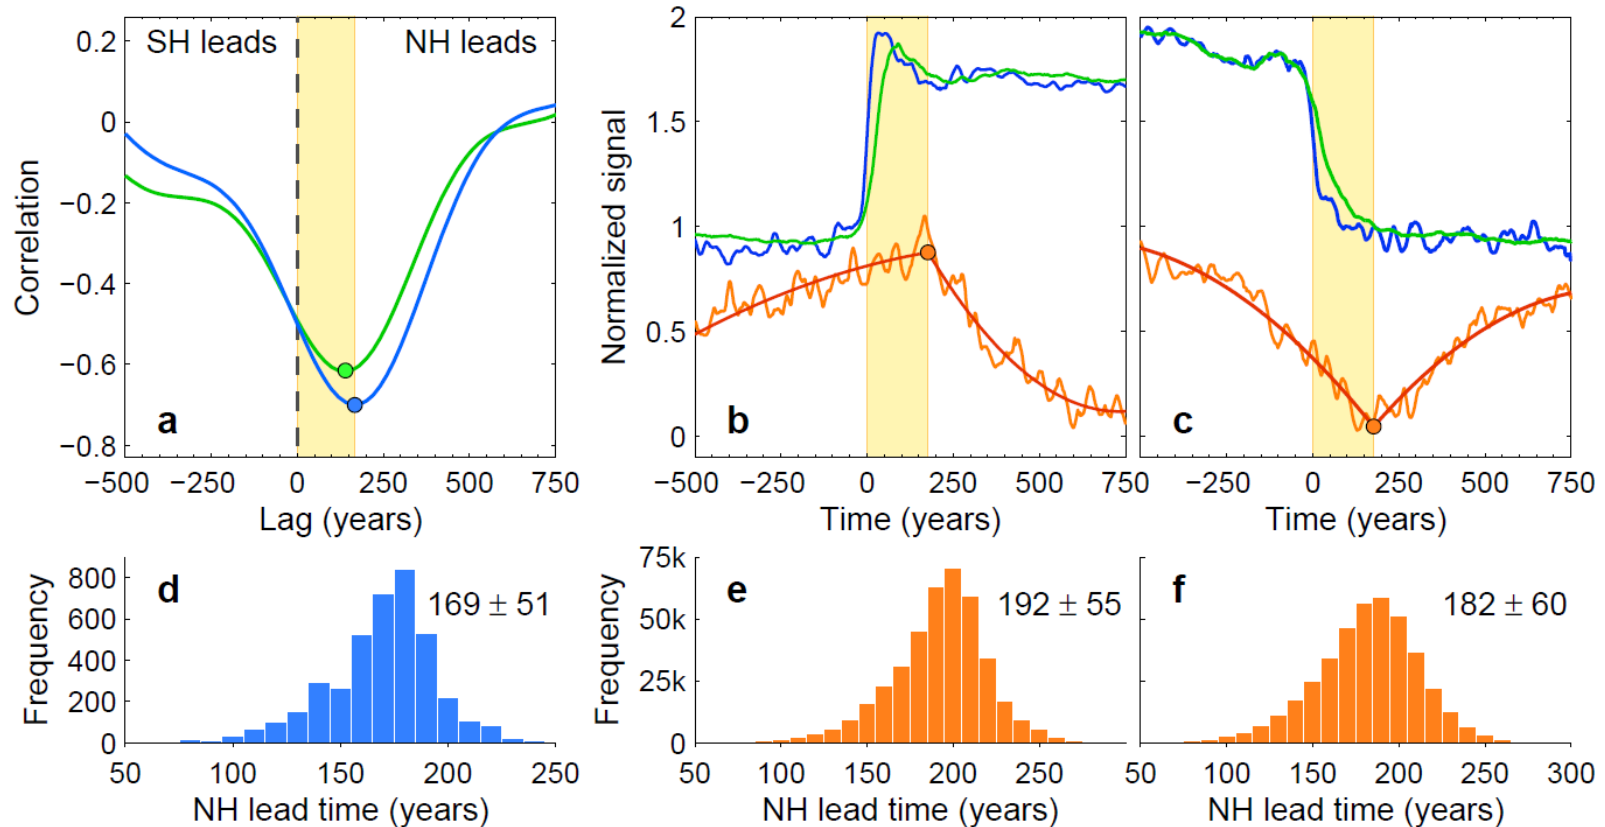 SH leads NH leads
0.2
0
−0.2
−0.4
−0.6
−0.8
Correlation
a
−500 −250 0 250 500 750
Lag (years)
2
1.5
1
0.5
0
Normalized signal
b
−500 −250 0 250 500 750
Time (years)
c
−250 0 250 500 750
Time (years)
800
600
400
200
0
Frequency
d
169 ± 51
50 100 150 200 250
NH lead time (years)
75k
50k
25k
0
Frequency
e
192 ± 55
50 100 150 200 250
NH lead time (years)
f
182 ± 60
50 100 150 200 250 300
NH lead time (years)